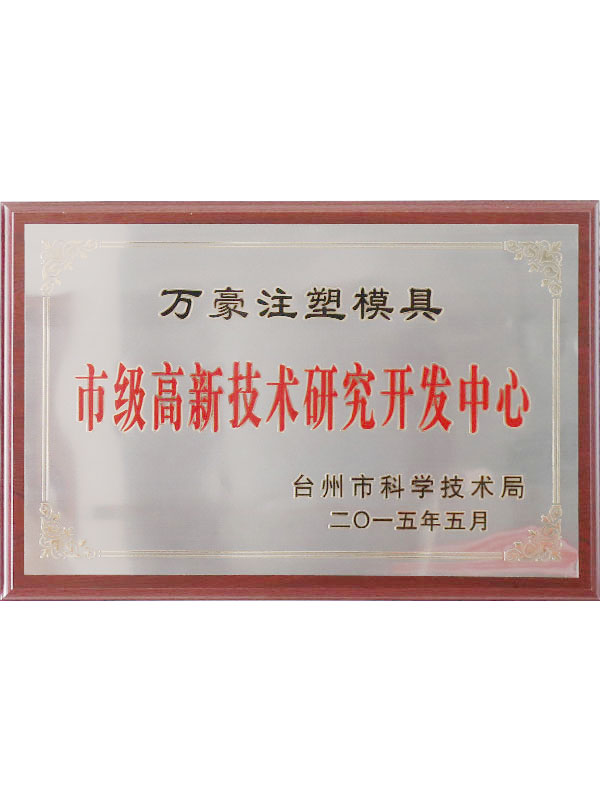 万豪注塑模具
市级高新技术研究开发中心
台州市科学技术局
二〇一五年五月